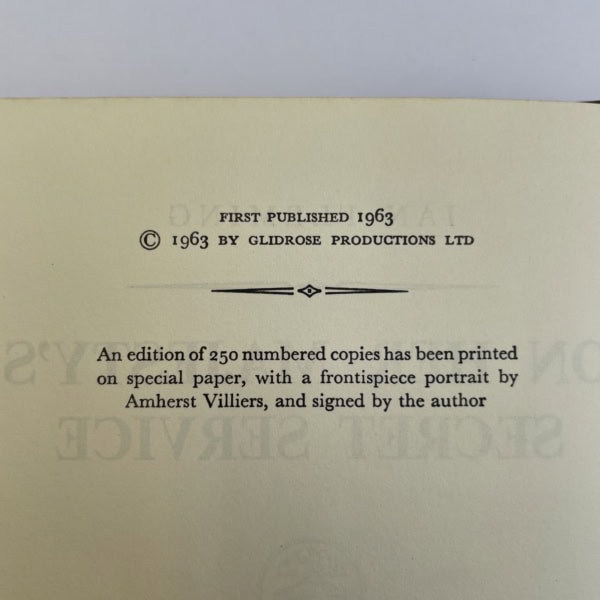 FIRST PUBLISHED 1963
© 1963 BY GLIDROSE PRODUCTIONS LTD
An edition of 250 numbered copies has been printed
on special paper, with a frontispiece portrait by
Amherst Villiers, and signed by the author